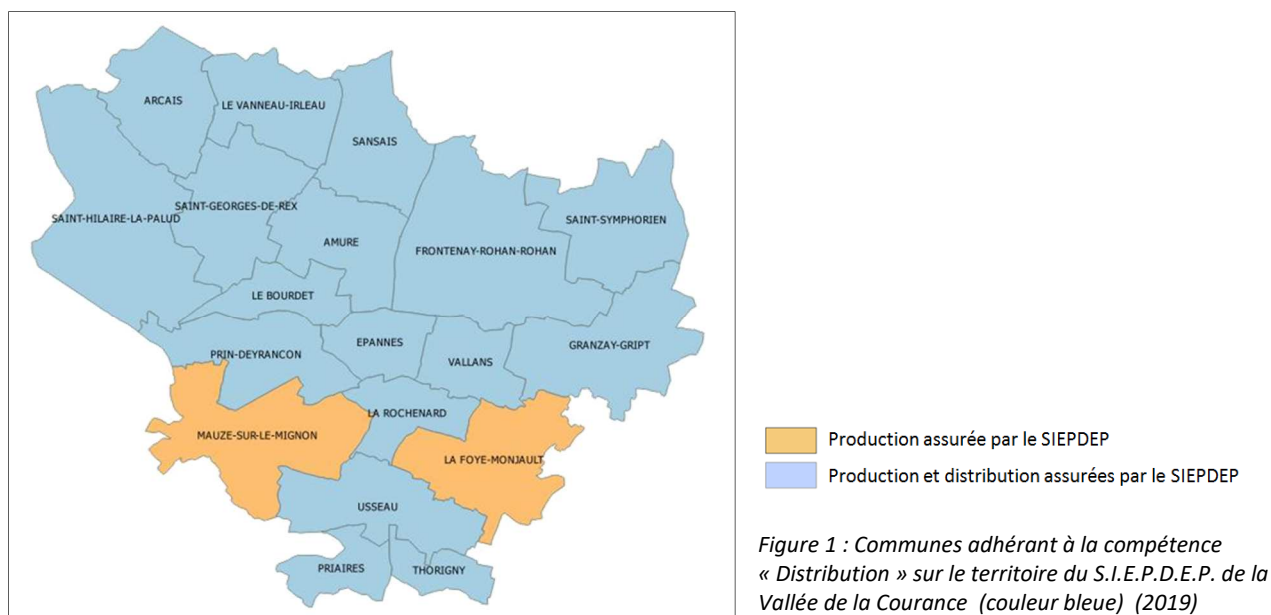 ARCAIS
LE VANNEAU-IRLEAU
SANSAIS
SAINT-HILAIRE-LA-PALUD
SAINT-GEORGES-DE-REX
AMURE
FRONTENAY-ROHAN-ROHAN
SAINT-SYMPHORIEN
LE BOURDET
PRIN-DEYRANCON
EPANNES
VALLANS
GRANZAY-GRIPT
LA ROCHENARD
MAUZE-SUR-LE-MIGNON
LA FOYE-MONJAULT
USSEAU
PRIAIRES
THORIGNY
Production assurée par le SIEPDEP
Production et distribution assurées par le SIEPDEP
Figure 1 : Communes adhérant à la compétence
« Distribution » sur le territoire du S.I.E.P.D.E.P. de la
Vallée de la Courance (couleur bleue) (2019)